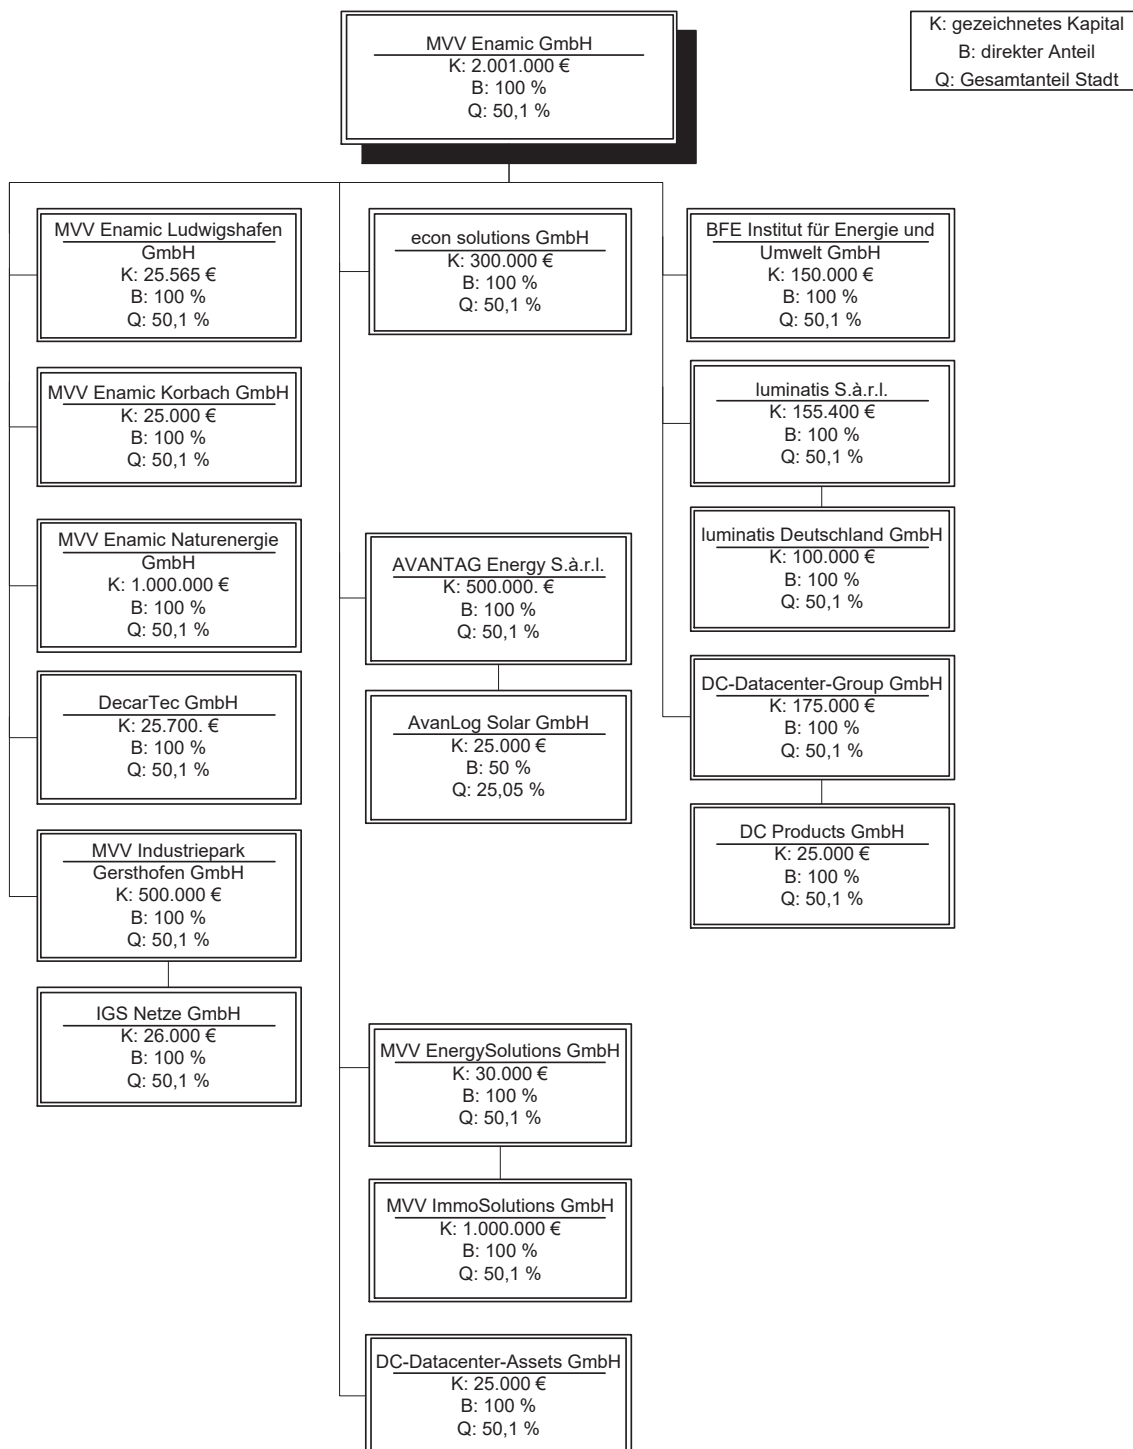 MVV Enamic GmbH
K: 2.001.000 €
B: 100 %
Q: 50,1 %
K: gezeichnetes Kapital
B: direkter Anteil
Q: Gesamtanteil Stadt
MVV Enamic Ludwigshafen
GmbH
K: 25.565 €
B: 100 %
Q: 50,1 %
MVV Enamic Korbach GmbH
K: 25.000 €
B: 100 %
Q: 50,1 %
MVV Enamic Naturenergie
GmbH
K: 1.000.000 €
B: 100 %
Q: 50,1 %
DecarTec GmbH
K: 25.700. €
B: 100 %
Q: 50,1 %
MVV Industriepark
Gersthofen GmbH
K: 500.000 €
B: 100 %
Q: 50,1 %
IGS Netze GmbH
K: 26.000 €
B: 100 %
Q: 50,1 %
econ solutions GmbH
K: 300.000 €
B: 100 %
Q: 50,1 %
AVANTAG Energy S.à.r.l.
K: 500.000. €
B: 100 %
Q: 50,1 %
AvanLog Solar GmbH
K: 25.000 €
B: 50 %
Q: 25,05 %
MVV EnergySolutions GmbH
K: 30.000 €
B: 100 %
Q: 50,1 %
MVV ImmoSolutions GmbH
K: 1.000.000 €
B: 100 %
Q: 50,1 %
DC-Datacenter-Assets GmbH
K: 25.000 €
B: 100 %
Q: 50,1 %
BFE Institut für Energie und
Umwelt GmbH
K: 150.000 €
B: 100 %
Q: 50,1 %
luminatis S.à.r.l.
K: 155.400 €
B: 100 %
Q: 50,1 %
luminatis Deutschland GmbH
K: 100.000 €
B: 100 %
Q: 50,1 %
DC-Datacenter-Group GmbH
K: 175.000 €
B: 100 %
Q: 50,1 %
DC Products GmbH
K: 25.000 €
B: 100 %
Q: 50,1 %